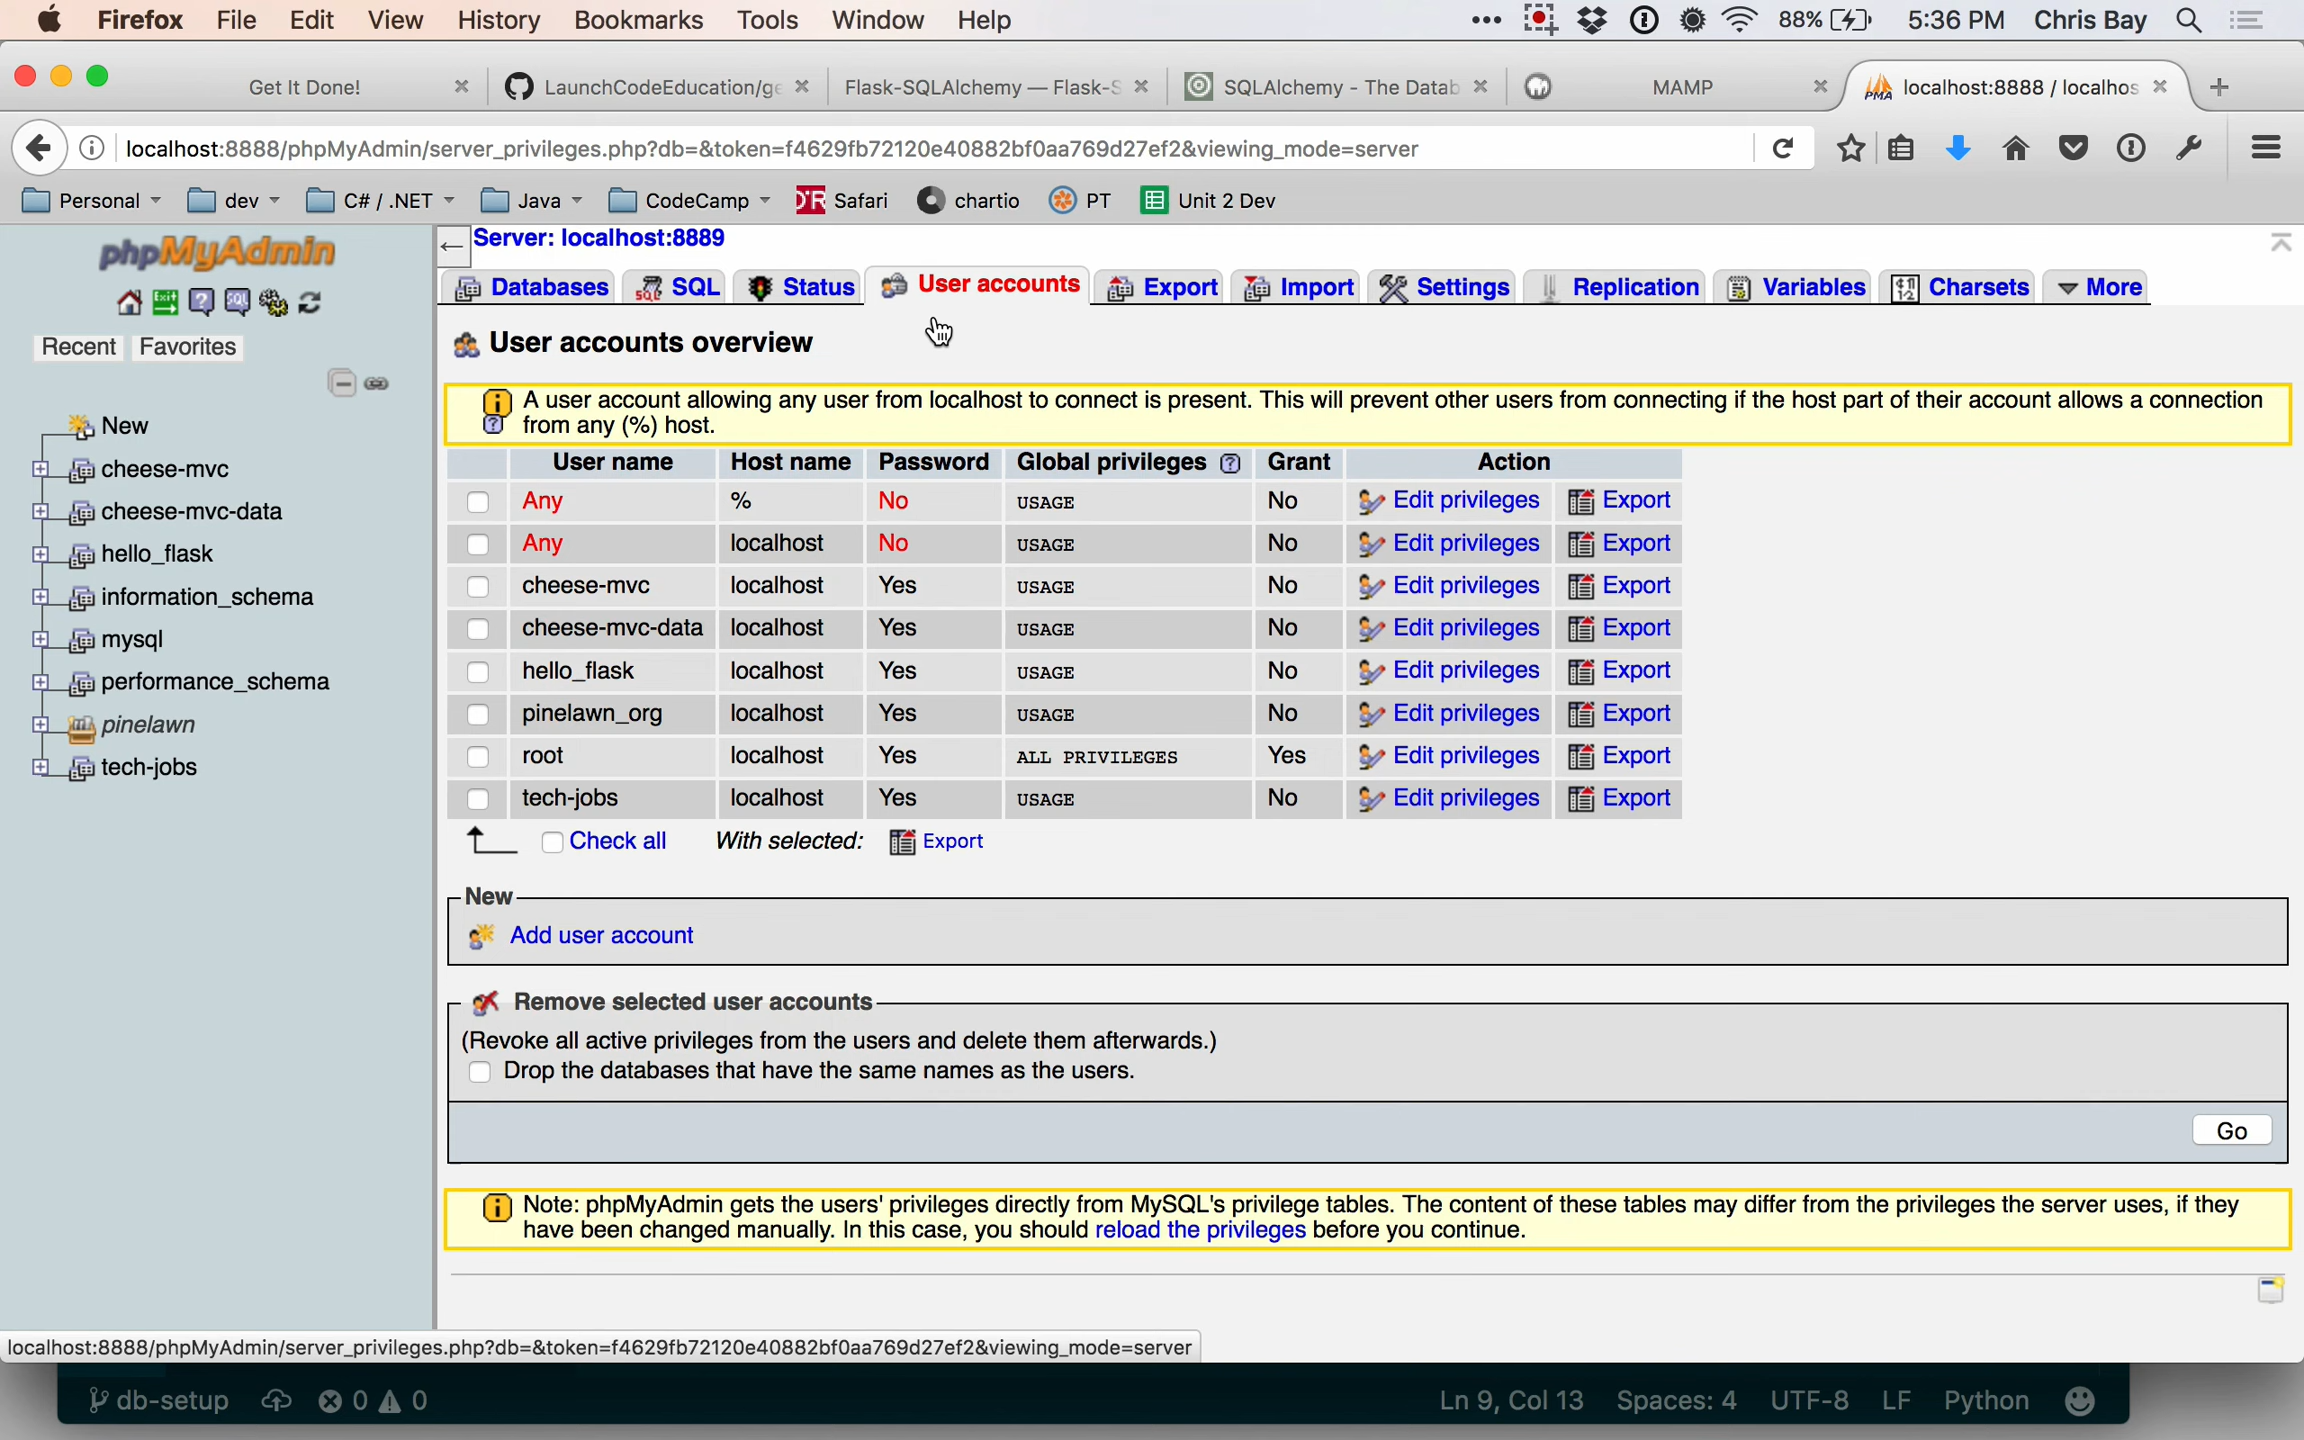 Firefox File Edit View History Bookmarks Tools Window Help ••• 88% 5:36 PM Chris Bay
Get It Done! LaunchCodeEducation/ge Flask-SQLAlchemy — Flask-S SQLAlchemy - The Datab MAMP PMA localhost:8888 / localhos
localhost:8888/phpMyAdmin/server_privileges.php?db=&token=f4629fb72120e40882bf0aa769d27ef2&viewing_mode=server
Personal dev C# / .NET Java CodeCamp Safari chartio PT Unit 2 Dev
phpMyAdmin
Recent Favorites
New
cheese-mvc
cheese-mvc-data
hello_flask
information_schema
mysql
performance_schema
pinelawn
tech-jobs
Server: localhost:8889
Databases SQL Status User accounts Export Import Settings Replication Variables Charsets More
User accounts overview
A user account allowing any user from localhost to connect is present. This will prevent other users from connecting if the host part of their account allows a connection
from any (%) host.
User name Host name Password Global privileges Grant Action
Any % No USAGE No Edit privileges Export
Any localhost No USAGE No Edit privileges Export
cheese-mvc localhost Yes USAGE No Edit privileges Export
cheese-mvc-data localhost Yes USAGE No Edit privileges Export
hello_flask localhost Yes USAGE No Edit privileges Export
pinelawn_org localhost Yes USAGE No Edit privileges Export
root localhost Yes ALL PRIVILEGES Yes Edit privileges Export
tech-jobs localhost Yes USAGE No Edit privileges Export
Check all With selected: Export
New
Add user account
Remove selected user accounts
(Revoke all active privileges from the users and delete them afterwards.)
Drop the databases that have the same names as the users.
Go
Note: phpMyAdmin gets the users' privileges directly from MySQL's privilege tables. The content of these tables may differ from the privileges the server uses, if they
have been changed manually. In this case, you should reload the privileges before you continue.
localhost:8888/phpMyAdmin/server_privileges.php?db=&token=f4629fb72120e40882bf0aa769d27ef2&viewing_mode=server
db-setup 0 0 Ln 9, Col 13 Spaces: 4 UTF-8 LF Python